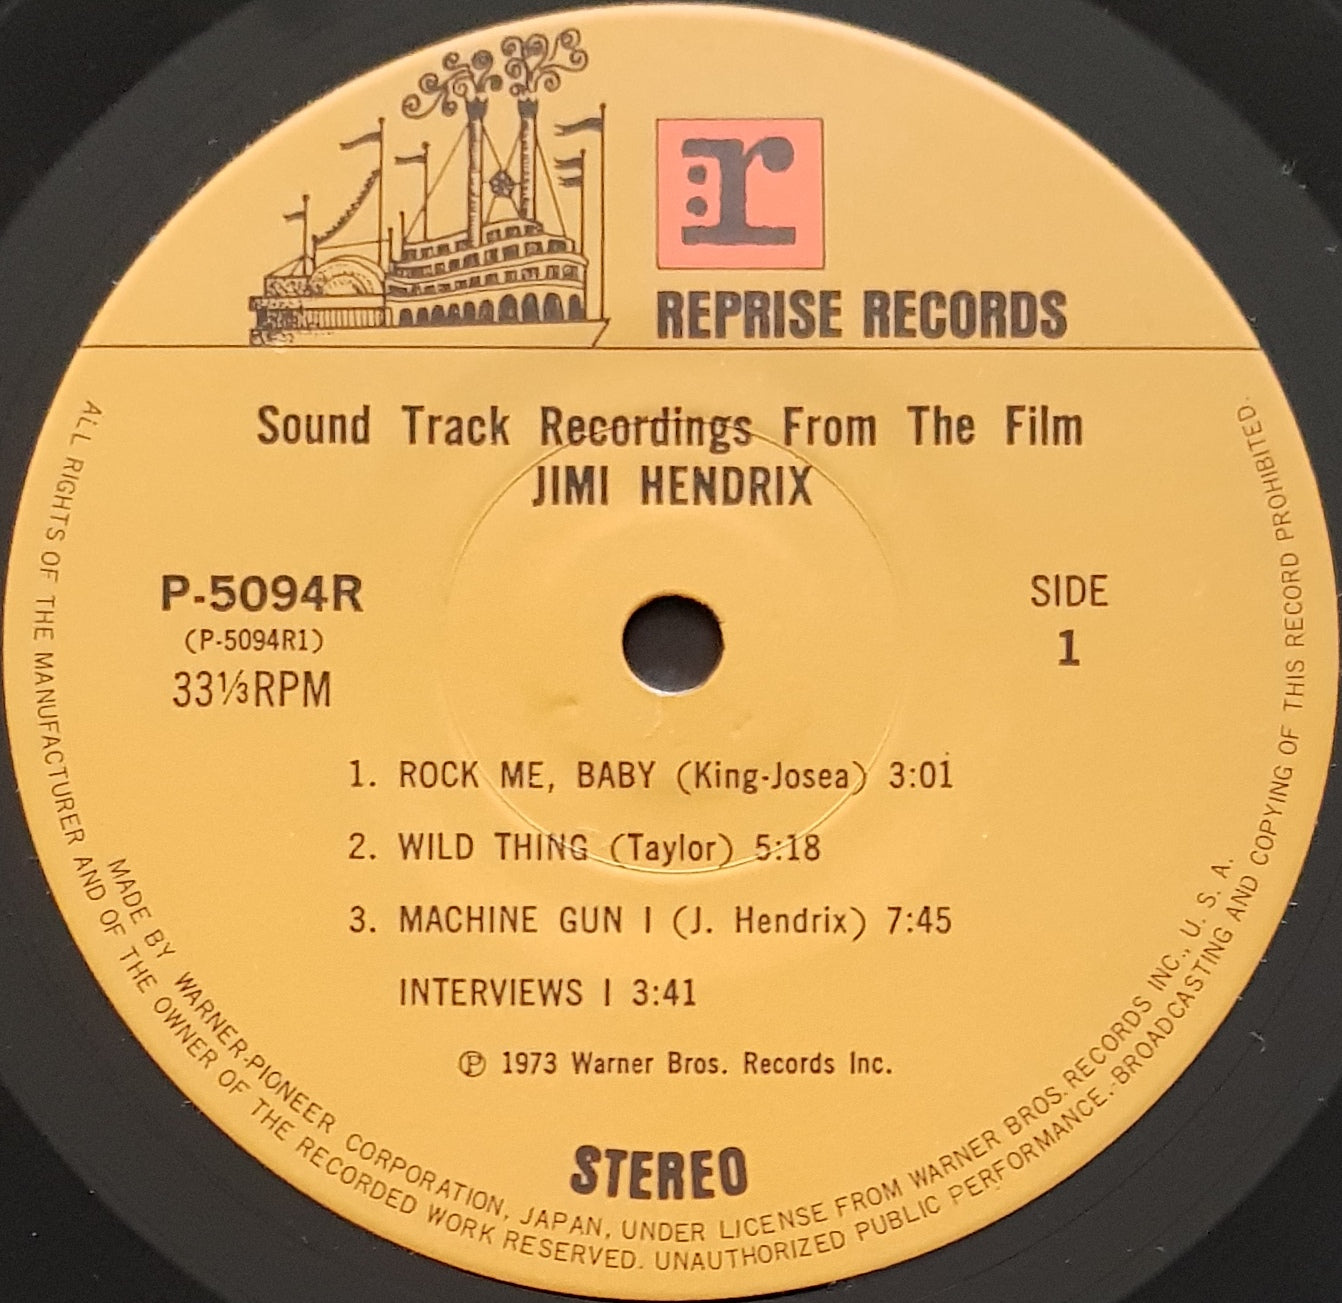 :r
REPRISE RECORDS
Sound Track Recordings From The Film
JIMI HENDRIX
P-5094R
(P-5094R1)
33⅓RPM
SIDE
1
1. ROCK ME, BABY (King-Josea) 3:01
2. WILD THING (Taylor) 5:18
3. MACHINE GUN I (J. Hendrix) 7:45
INTERVIEWS I 3:41
℗ 1973 Warner Bros. Records Inc.
STEREO
MADE BY WARNER-PIONEER CORPORATION, JAPAN, UNDER LICENSE FROM WARNER BROS. RECORDS INC., U. S. A.
ALL RIGHTS OF THE MANUFACTURER AND OF THE OWNER OF THE RECORDED WORK RESERVED. UNAUTHORIZED PUBLIC PERFORMANCE.-BROADCASTING AND COPYING OF THIS RECORD PROHIBITED.